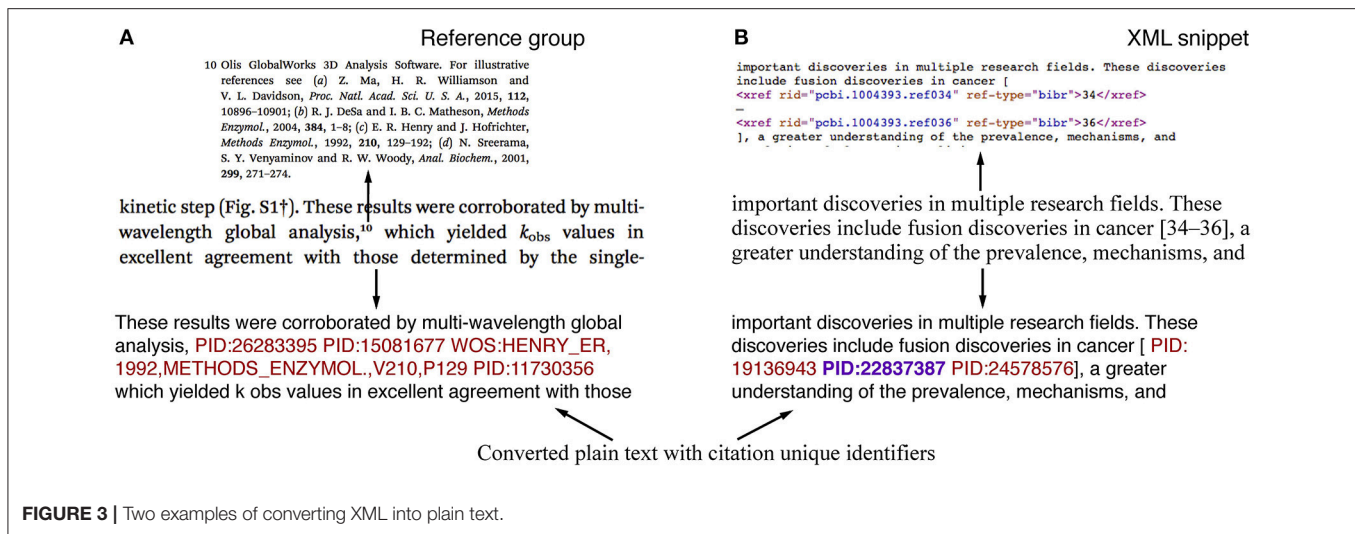 A
Reference group
10 Olis GlobalWorks 3D Analysis Software. For illustrative
references see (a) Z. Ma, H. R. Williamson and
V. L. Davidson, Proc. Natl. Acad. Sci. U. S. A., 2015, 112,
10896–10901; (b) R. J. DeSa and I. B. C. Matheson, Methods
Enzymol., 2004, 384, 1–8; (c) E. R. Henry and J. Hofrichter,
Methods Enzymol., 1992, 210, 129–192; (d) N. Sreerama,
S. Y. Venyaminov and R. W. Woody, Anal. Biochem., 2001,
299, 271–274.
kinetic step (Fig. S1†). These results were corroborated by multi-
wavelength global analysis,¹⁰ which yielded kobs values in
excellent agreement with those determined by the single-
These results were corroborated by multi-wavelength global
analysis, PID:26283395 PID:15081677 WOS:HENRY_ER,
1992,METHODS_ENZYMOL.,V210,P129 PID:11730356
which yielded k obs values in excellent agreement with those
B
XML snippet
important discoveries in multiple research fields. These discoveries
include fusion discoveries in cancer [
<xref rid="pcbi.1004393.ref034" ref-type="bibr">34</xref>
–
<xref rid="pcbi.1004393.ref036" ref-type="bibr">36</xref>
], a greater understanding of the prevalence, mechanisms, and
important discoveries in multiple research fields. These
discoveries include fusion discoveries in cancer [34–36], a
greater understanding of the prevalence, mechanisms, and
important discoveries in multiple research fields. These
discoveries include fusion discoveries in cancer [ PID:
19136943 PID:22837387 PID:24578576], a greater
understanding of the prevalence, mechanisms, and
Converted plain text with citation unique identifiers
FIGURE 3 | Two examples of converting XML into plain text.